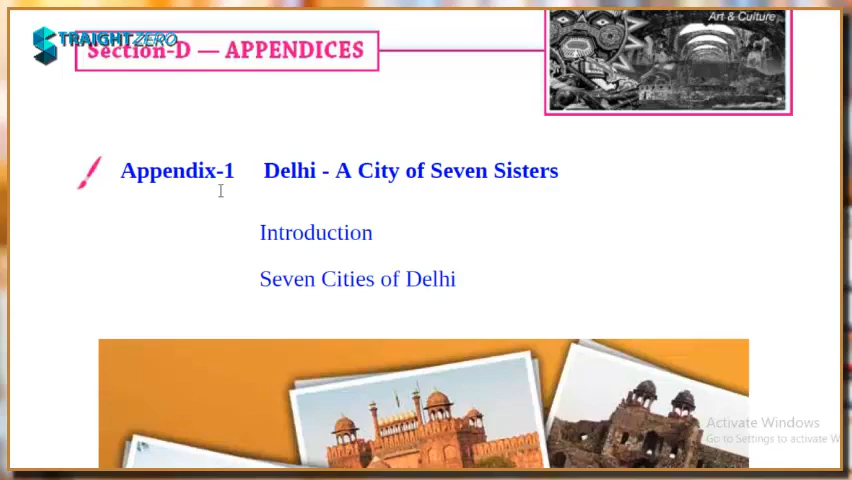 Art & Culture
STRAIGHTZERO
Section-D — APPENDICES
Appendix-1 Delhi - A City of Seven Sisters
Introduction
Seven Cities of Delhi
Activate Windows
Go to Settings to activate W